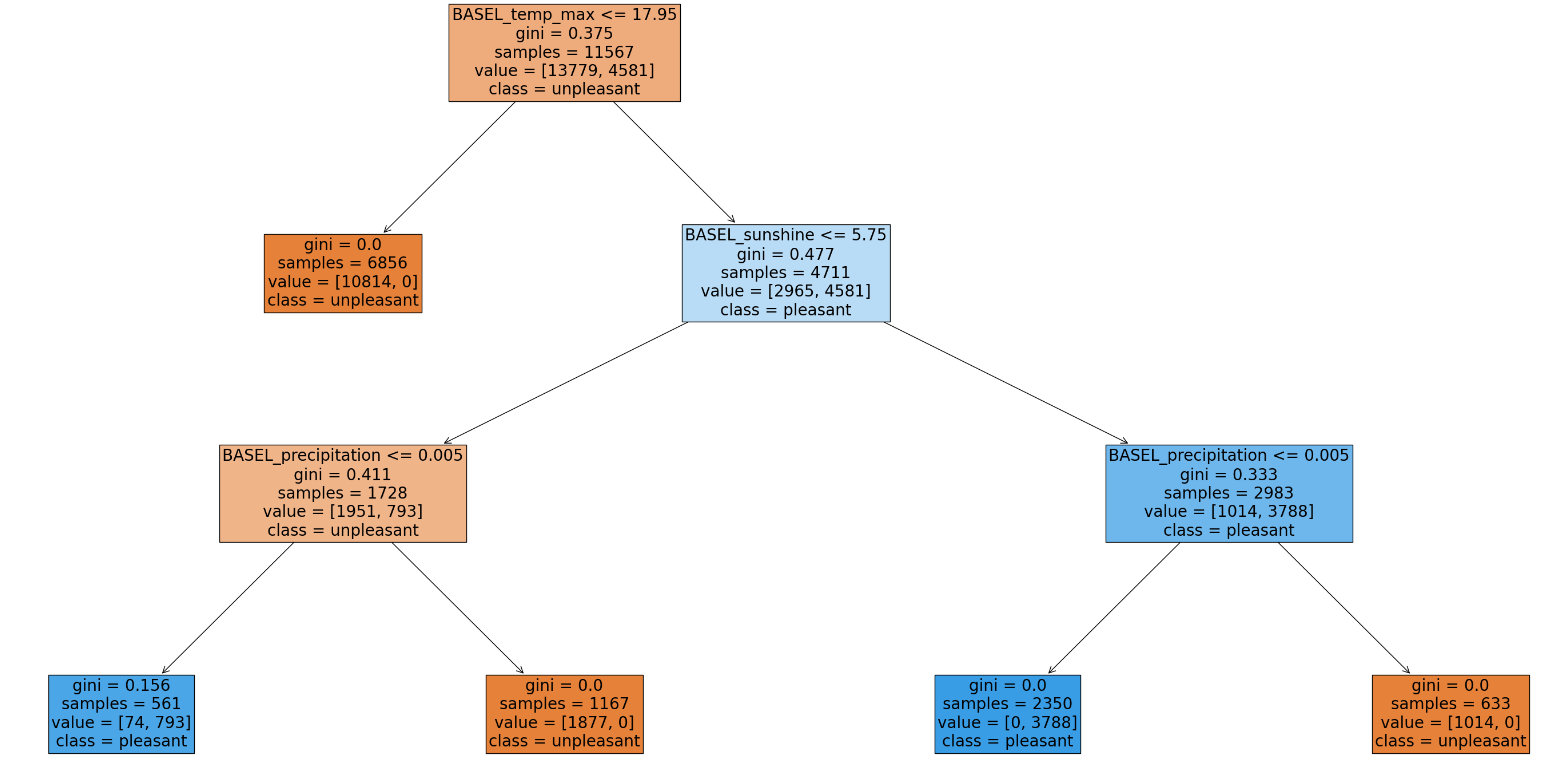 BASEL_temp_max <= 17.95
gini = 0.375
samples = 11567
value = [13779, 4581]
class = unpleasant
gini = 0.0
samples = 6856
value = [10814, 0]
class = unpleasant
BASEL_sunshine <= 5.75
gini = 0.477
samples = 4711
value = [2965, 4581]
class = pleasant
BASEL_precipitation <= 0.005
gini = 0.411
samples = 1728
value = [1951, 793]
class = unpleasant
BASEL_precipitation <= 0.005
gini = 0.333
samples = 2983
value = [1014, 3788]
class = pleasant
gini = 0.156
samples = 561
value = [74, 793]
class = pleasant
gini = 0.0
samples = 1167
value = [1877, 0]
class = unpleasant
gini = 0.0
samples = 2350
value = [0, 3788]
class = pleasant
gini = 0.0
samples = 633
value = [1014, 0]
class = unpleasant